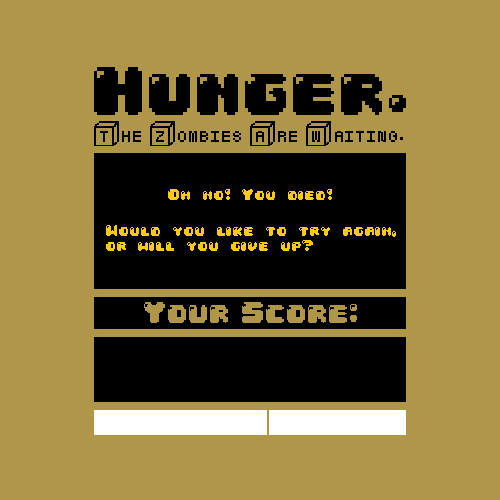 Hunger.
The Zombies Are Waiting.
Oh no! You died!
Would you like to try again,
or will you give up?
Your Score: